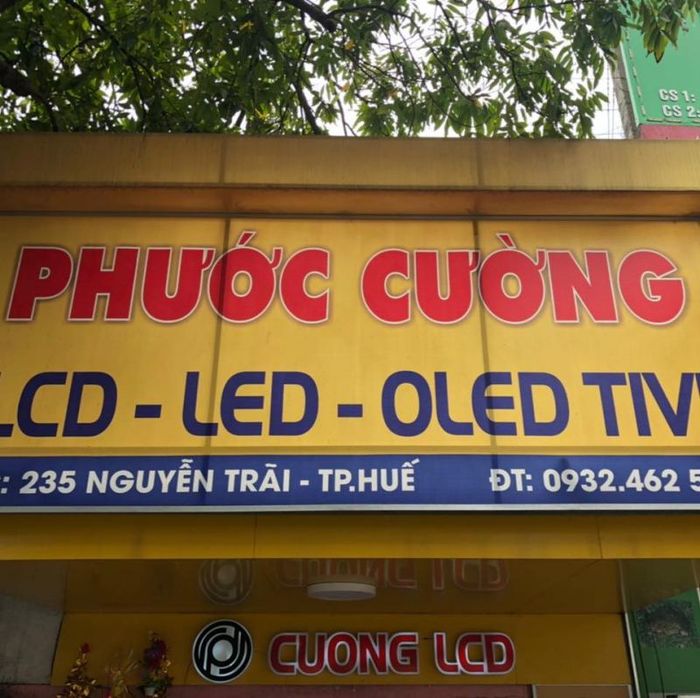 CS 1:
CS 2:
PHƯỚC CƯỜNG
LCD - LED - OLED TIVI
: 235 NGUYỄN TRÃI - TP.HUẾ ĐT: 0932.462 5
CUONG LCD